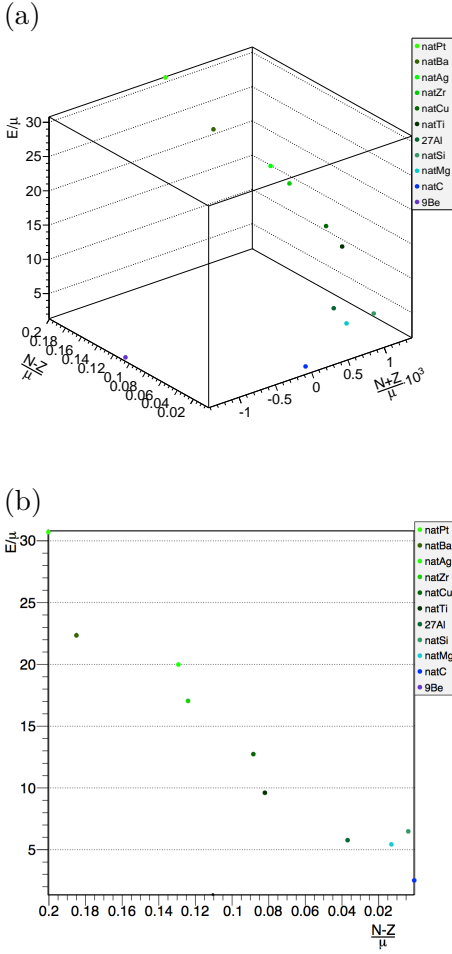 (a)
E/μ
30
25
20
15
10
5
0.2
0.18
0.16
0.14
0.12
0.1
0.08
0.06
0.04
0.02
N-Z
μ
-1
-0.5
0
0.5
1
N+Z
μ
10³
natPt
natBa
natAg
natZr
natCu
natTi
27Al
natSi
natMg
natC
9Be
(b)
E/μ
30
25
20
15
10
5
0.2 0.18 0.16 0.14 0.12 0.1 0.08 0.06 0.04 0.02
N-Z
μ
natPt
natBa
natAg
natZr
natCu
natTi
27Al
natSi
natMg
natC
9Be